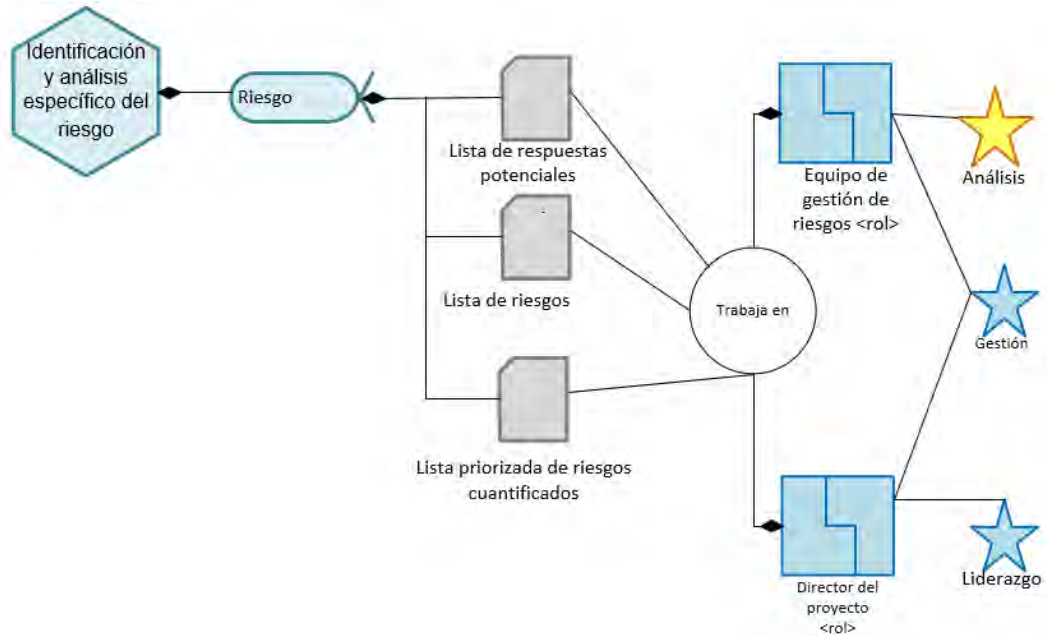 Identificación
y análisis
específico del
riesgo
Riesgo
Lista de respuestas
potenciales
Lista de riesgos
Lista priorizada de riesgos
cuantificados
Trabaja en
Equipo de
gestión de
riesgos <rol>
Análisis
Gestión
Director del
proyecto
<rol>
Liderazgo